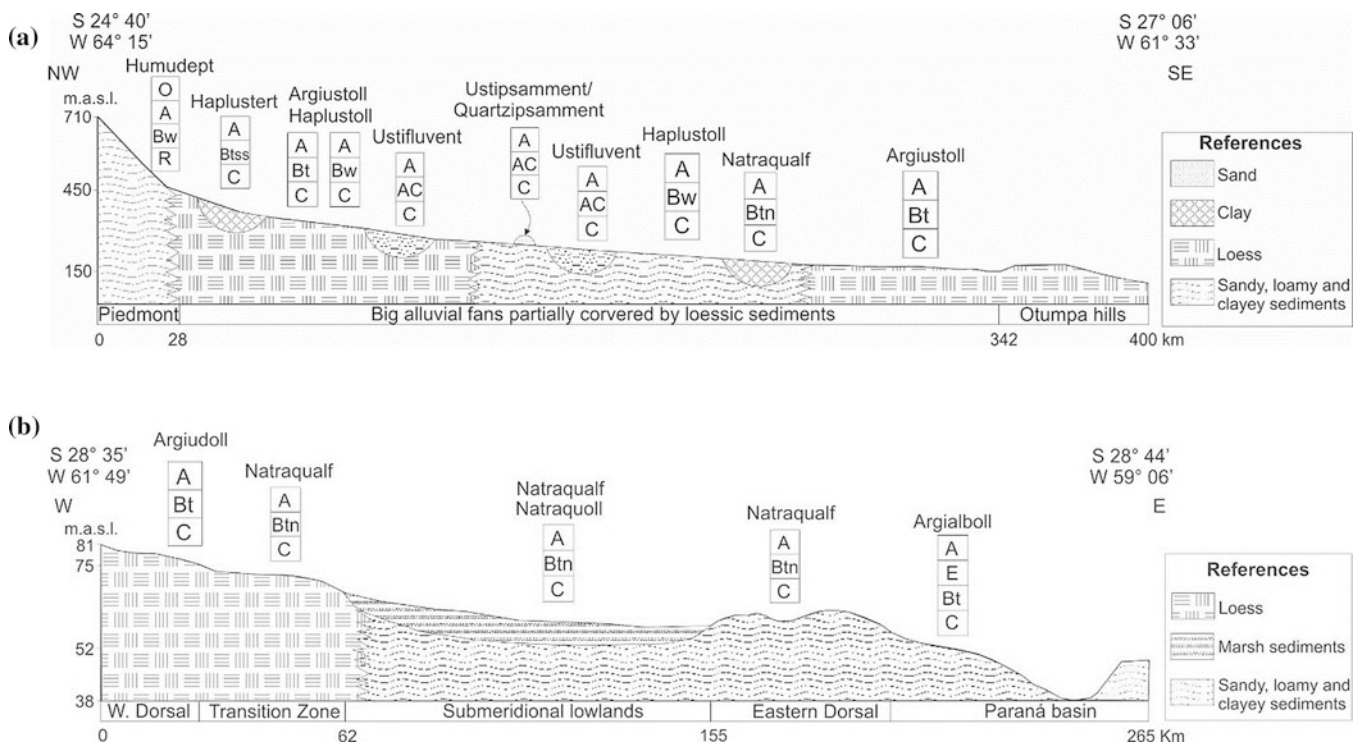 (a)
S 24° 40’
W 64° 15’
NW
m.a.s.l.
710
450
150
Humudept
O
A
Bw
R
Haplustert
A
Btss
C
Argiustoll
Haplustoll
A
Bt
C
A
Bw
C
Ustifluvent
A
AC
C
Ustipsamment/
Quartzipsamment
A
AC
C
Ustifluvent
A
AC
C
Haplustoll
A
Bw
C
Natraqualf
A
Btn
C
Argiustoll
A
Bt
C
S 27° 06’
W 61° 33’
SE
References
Sand
Clay
Loess
Sandy, loamy and
clayey sediments
Piedmont
Big alluvial fans partially corvered by loessic sediments
Otumpa hills
0 28 342 400 km
(b)
S 28° 35’
W 61° 49’
W
m.a.s.l.
81
75
52
38
Argiudoll
A
Bt
C
Natraqualf
A
Btn
C
Natraqualf
Natraquoll
A
Btn
C
Natraqualf
A
Btn
C
Argialboll
A
E
Bt
C
S 28° 44’
W 59° 06’
E
References
Loess
Marsh sediments
Sandy, loamy and
clayey sediments
W. Dorsal
Transition Zone
Submeridional lowlands
Eastern Dorsal
Paraná basin
0 62 155 265 Km